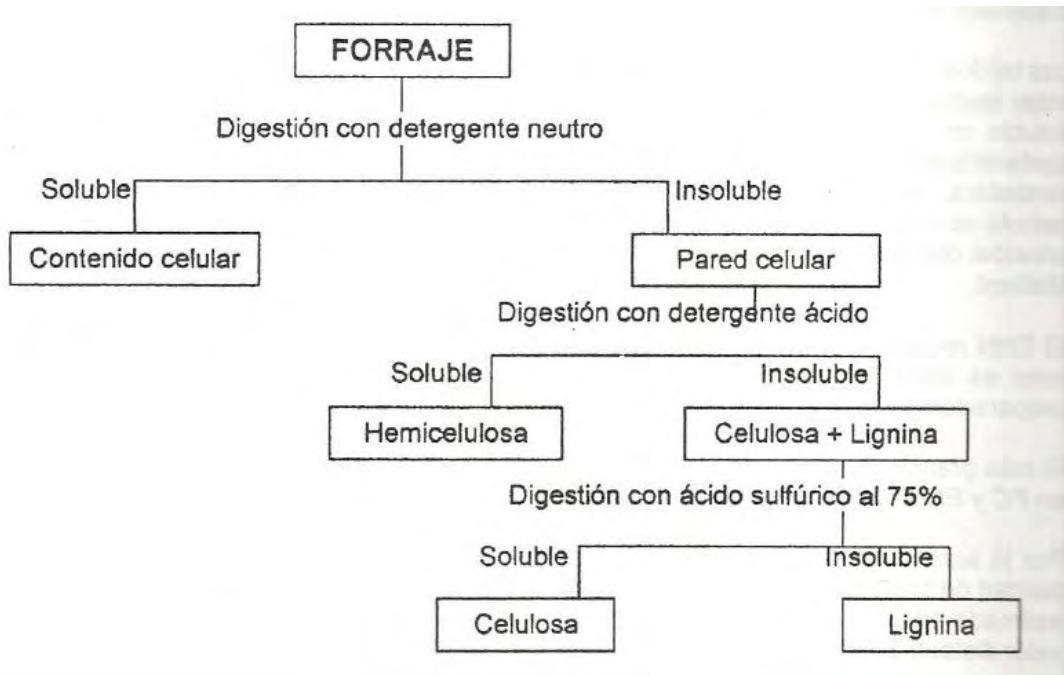 FORRAJE
Digestión con detergente neutro
Soluble
Insoluble
Contenido celular
Pared celular
Digestión con detergente ácido
Soluble
Insoluble
Hemicelulosa
Celulosa + Lignina
Digestión con ácido sulfúrico al 75%
Soluble
Insoluble
Celulosa
Lignina